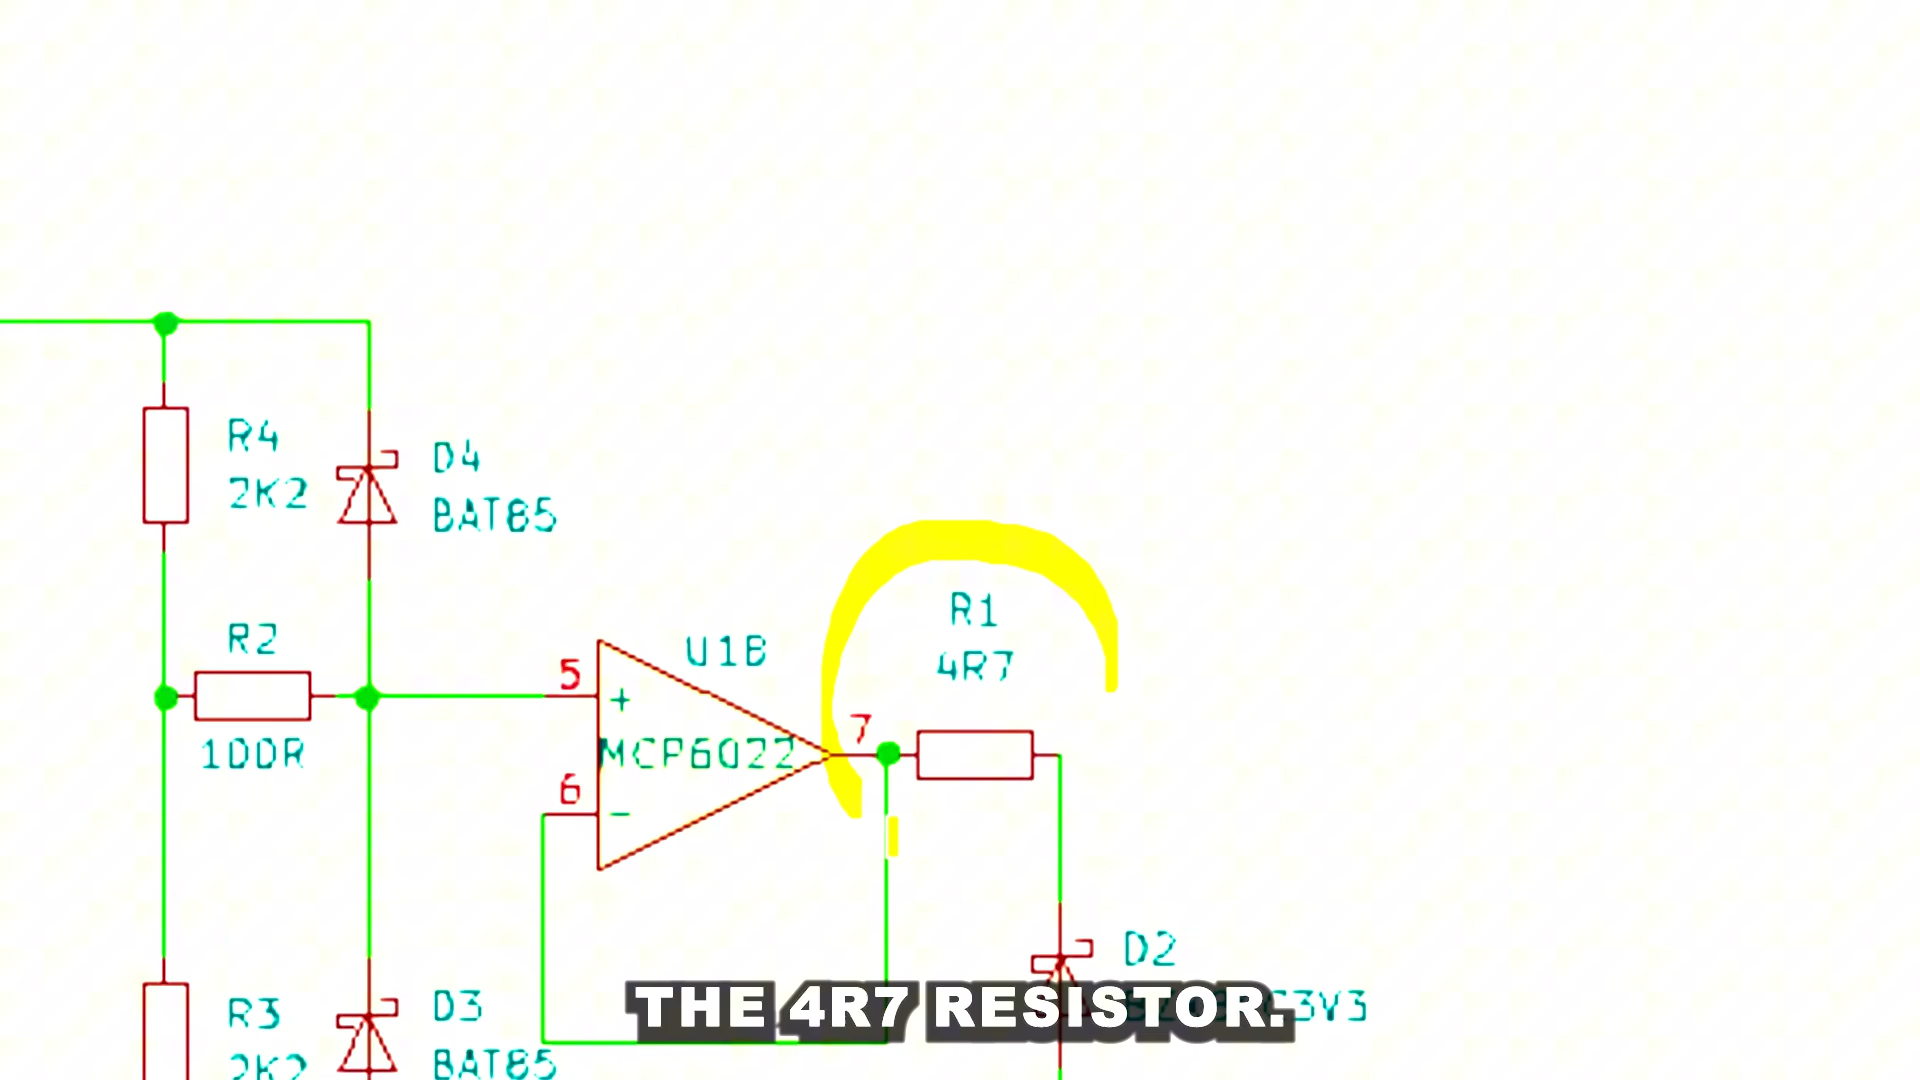 R4
2K2
D4
BAT85
R2
100R
U1B
5
+
MCP6022
7
6
-
R1
4R7
D2
C3V3
R3
2K2
D3
BAT85
THE 4R7 RESISTOR.